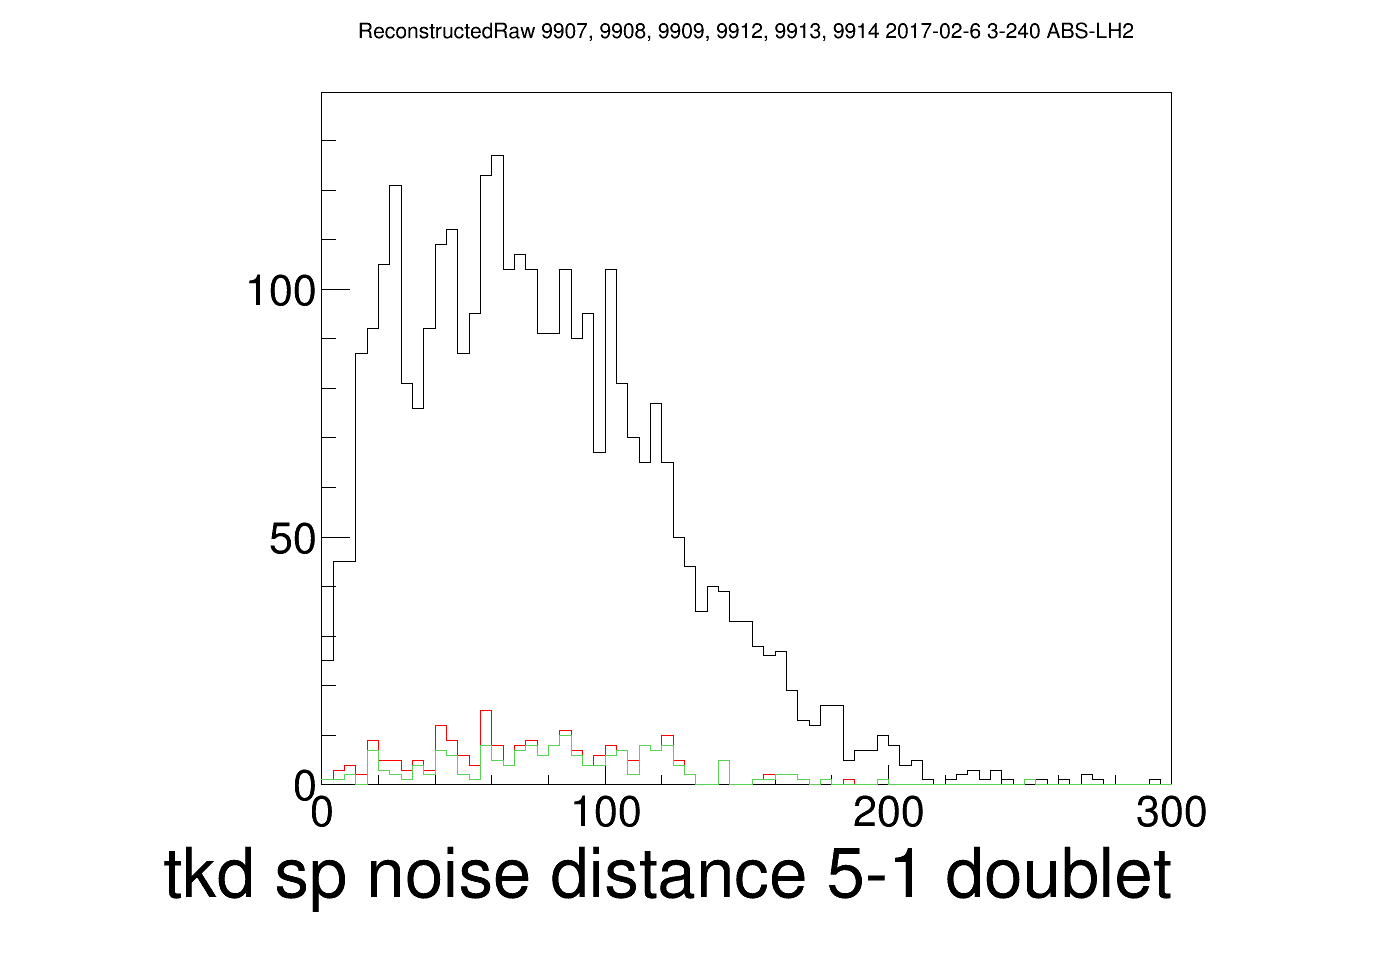 ReconstructedRaw 9907, 9908, 9909, 9912, 9913, 9914 2017-02-6 3-240 ABS-LH2
100
50
0
0 100 200 300
tkd sp noise distance 5-1 doublet